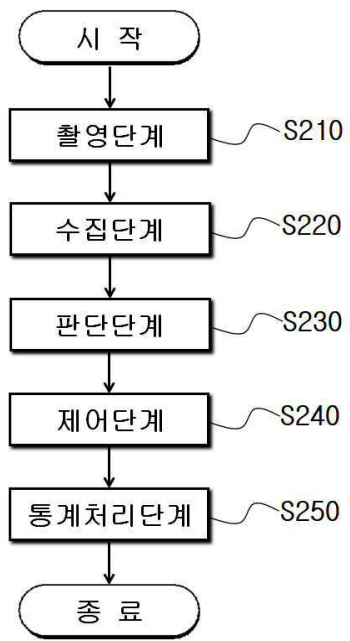 시 작
촬영단계 S210
수집단계 S220
판단단계 S230
제어단계 S240
통계처리단계 S250
종 료